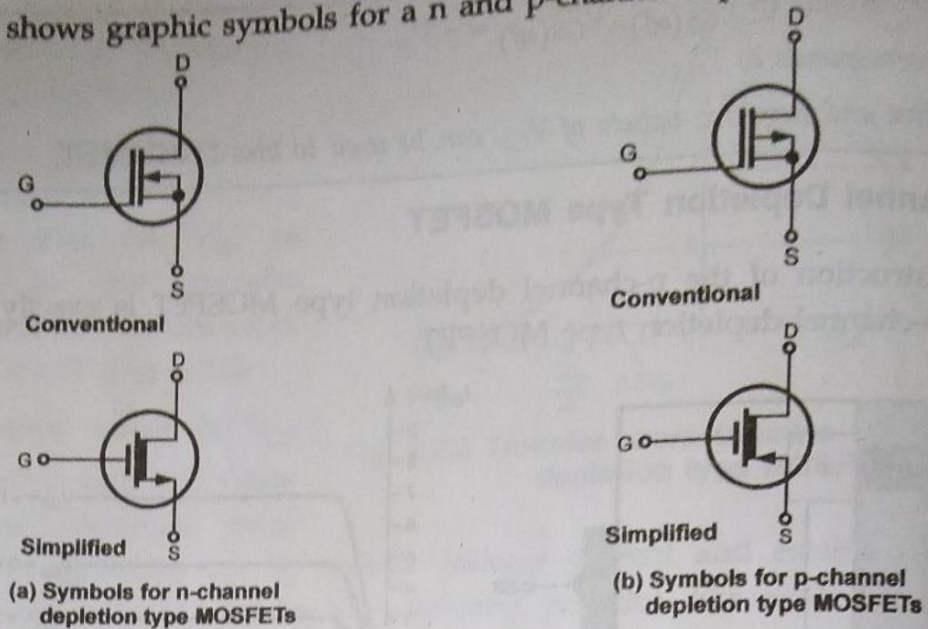 shows graphic symbols for a n and
D
G
S
Conventional
D
G
S
Simplified
(a) Symbols for n-channel
depletion type MOSFETs
D
G
S
Conventional
D
G
S
Simplified
(b) Symbols for p-channel
depletion type MOSFETs